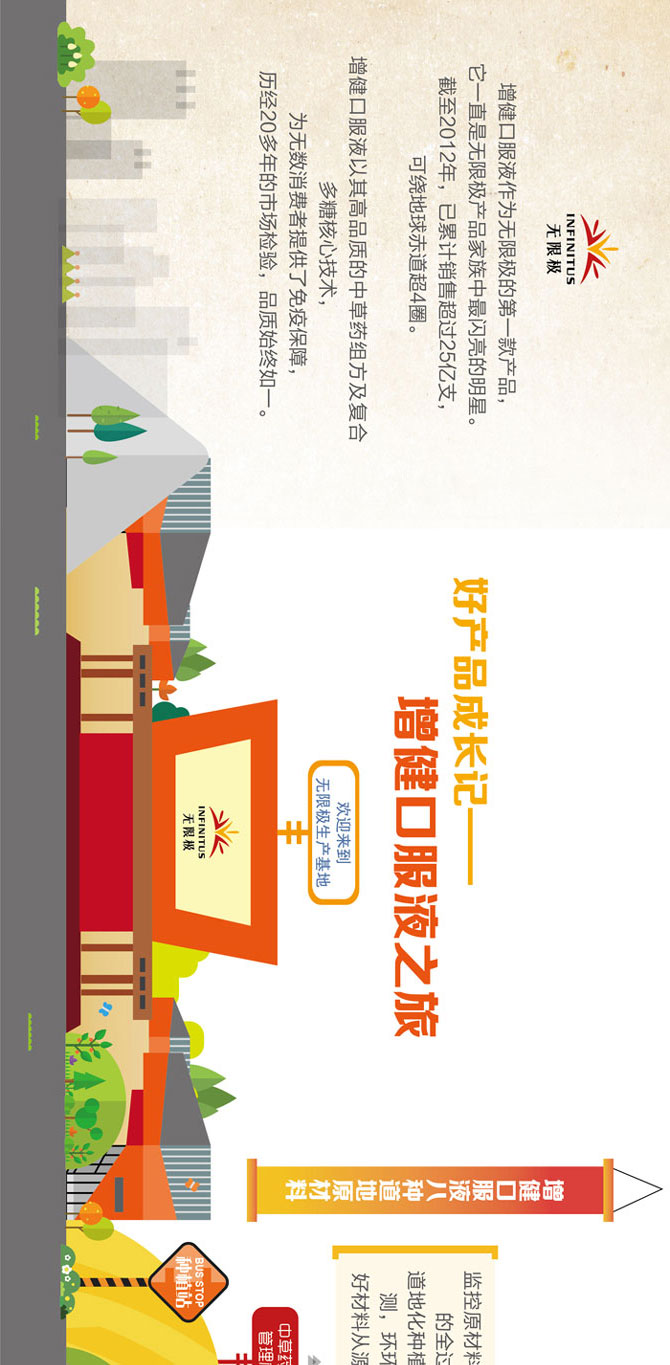 INFINITUS
无限极
增健口服液作为无限极的第一款产品，
它一直是无限极产品家族中最闪亮的明星。
截至2012年，已累计销售超过25亿支，
可绕地球赤道超4圈。
增健口服液以其高品质的中草药组方及复合
多糖核心技术，
为无数消费者提供了免疫保障，
历经20多年的市场检验，品质始终如一。
好产品成长记——
增健口服液之旅
欢迎来到
无限极生产基地
INFINITUS
无限极
增健口服液八种道地原材料
BUS STOP
种植站
监控原材料
的全过
道地化种植
测，环环
好材料从源
中草药
管理